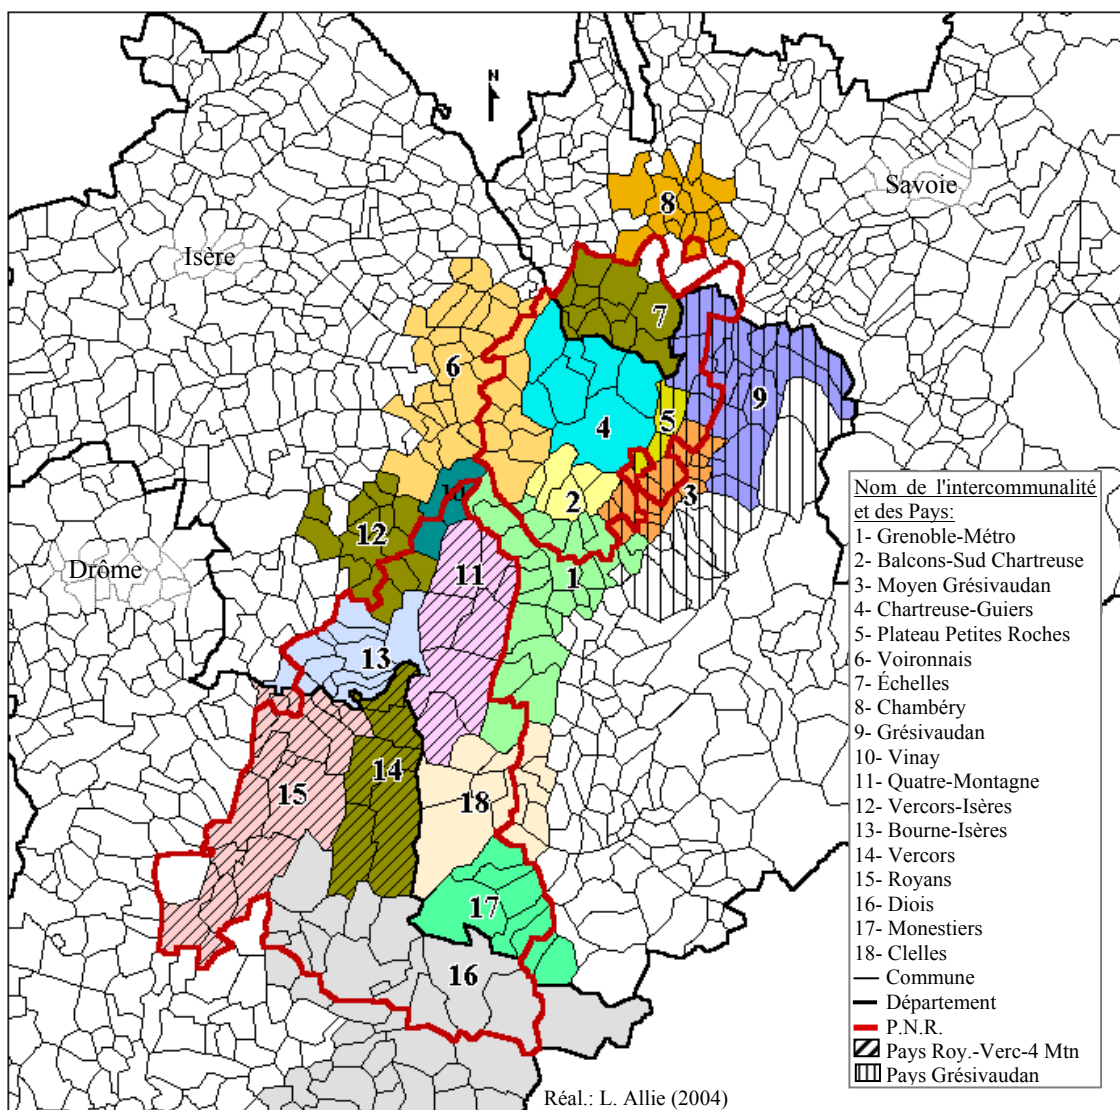 N
Savoie
8
Isère
7
6
9
4
5
Nom de l'intercommunalité
et des Pays:
1- Grenoble-Métro
2- Balcons-Sud Chartreuse
3- Moyen Grésivaudan
4- Chartreuse-Guiers
5- Plateau Petites Roches
6- Voironnais
7- Échelles
8- Chambéry
9- Grésivaudan
10- Vinay
11- Quatre-Montagne
12- Vercors-Isères
13- Bourne-Isères
14- Vercors
15- Royans
16- Diois
17- Monestiers
18- Clelles
Commune
Département
P.N.R.
Pays Roy.-Verc-4 Mtn
Pays Grésivaudan
10
2
3
12
Drôme
11
1
13
14
15
18
17
16
Réal.: L. Allie (2004)